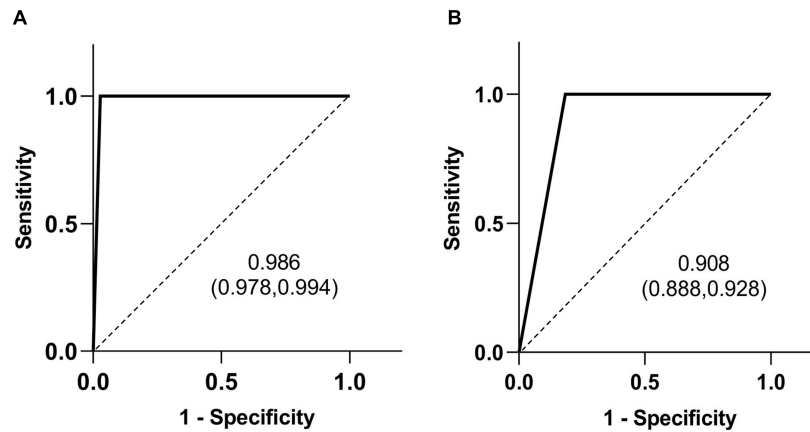 A
Sensitivity
1.0
0.5
0.0
0.986
(0.978,0.994)
0.0 0.5 1.0
1 - Specificity
B
Sensitivity
1.0
0.5
0.0
0.908
(0.888,0.928)
0.0 0.5 1.0
1 - Specificity